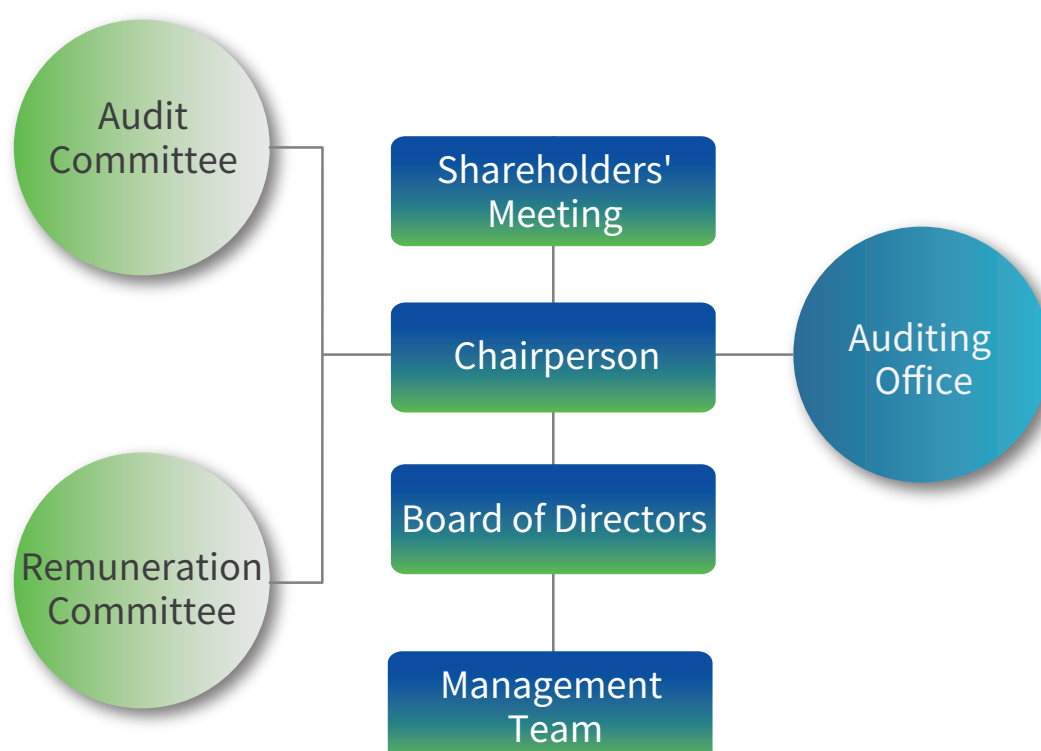 Audit
Committee
Shareholders'
Meeting
Chairperson
Auditing
Office
Board of Directors
Remuneration
Committee
Management
Team